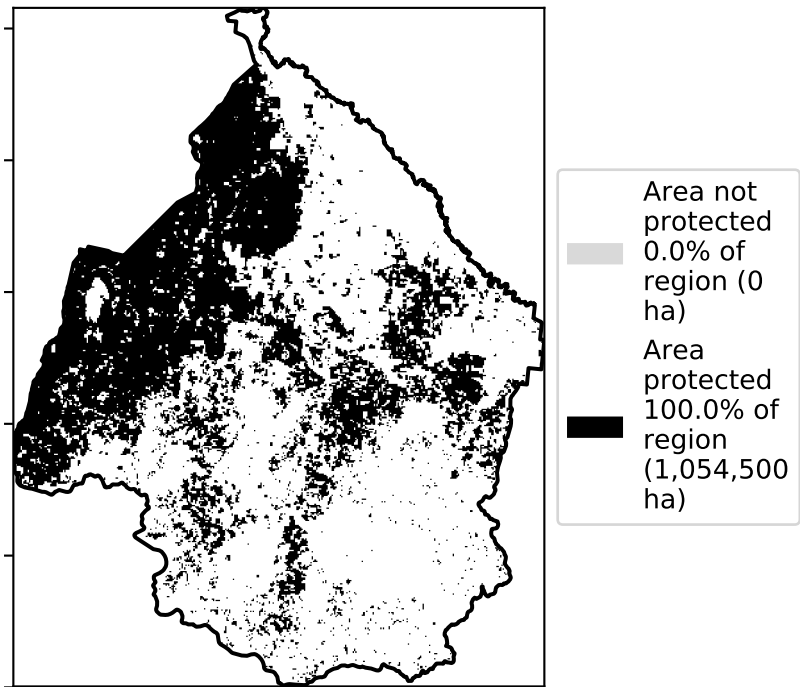 Area not
protected
0.0% of
region (0
ha)
Area
protected
100.0% of
region
(1,054,500
ha)